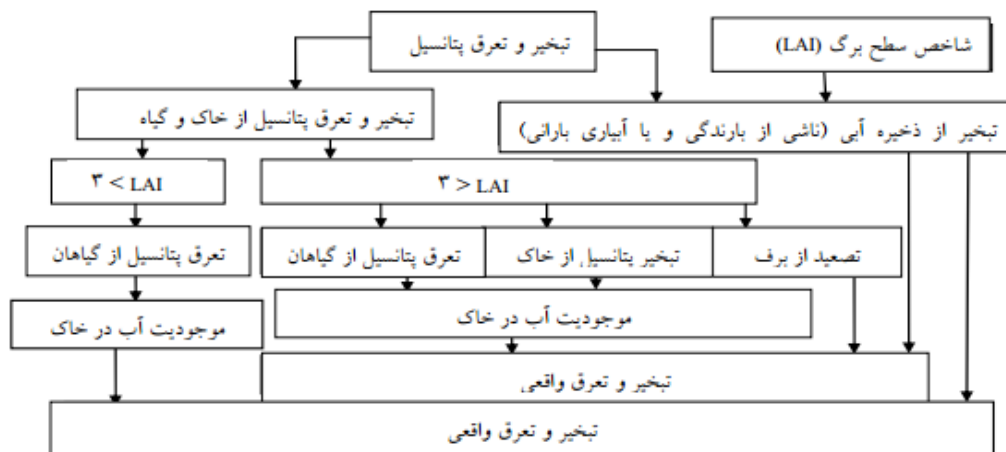 شاخص سطح برگ (LAI)
تبخیر و تعرق پتانسیل
تبخیر از ذخیره آبی (ناشی از بارندگی و یا آبیاری بارانی)
تبخیر و تعرق پتانسیل از خاک و گیاه
۳ > LAI
۳ < LAI
تصعید از برف
تبخیر پتانسیل از خاک
تعرق پتانسیل از گیاهان
تعرق پتانسیل از گیاهان
موجودیت آب در خاک
موجودیت آب در خاک
تبخیر و تعرق واقعی
تبخیر و تعرق واقعی